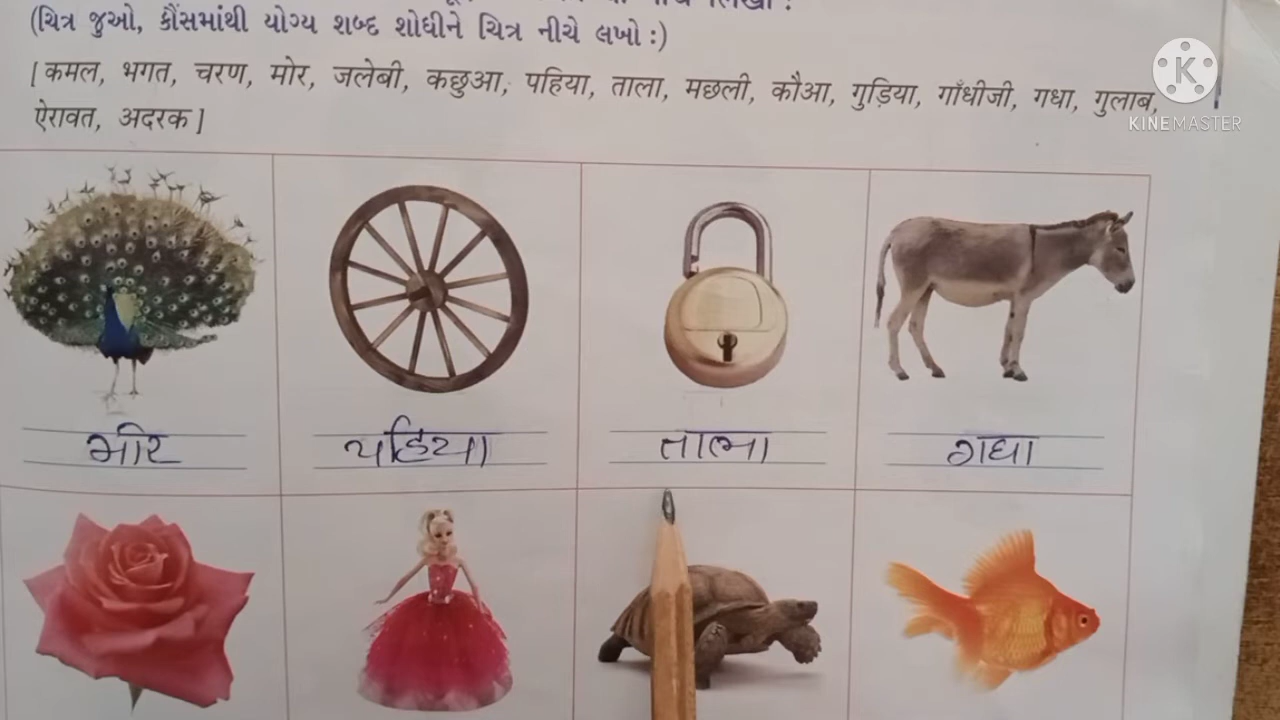 (ચિત્ર જુઓ, કૌંસમાંથી યોગ્ય શબ્દ શોધીને ચિત્ર નીચે લખો :)
[ कमल, भगत, चरण, मोर, जलेबी, कछुआ, पहिया, ताला, मछली, कौआ, गुड़िया, गाँधीजी, गधा, गुलाब,
ऐरावत, अदरक ]
KINEMASTER
मोर पहिया ताला गधा